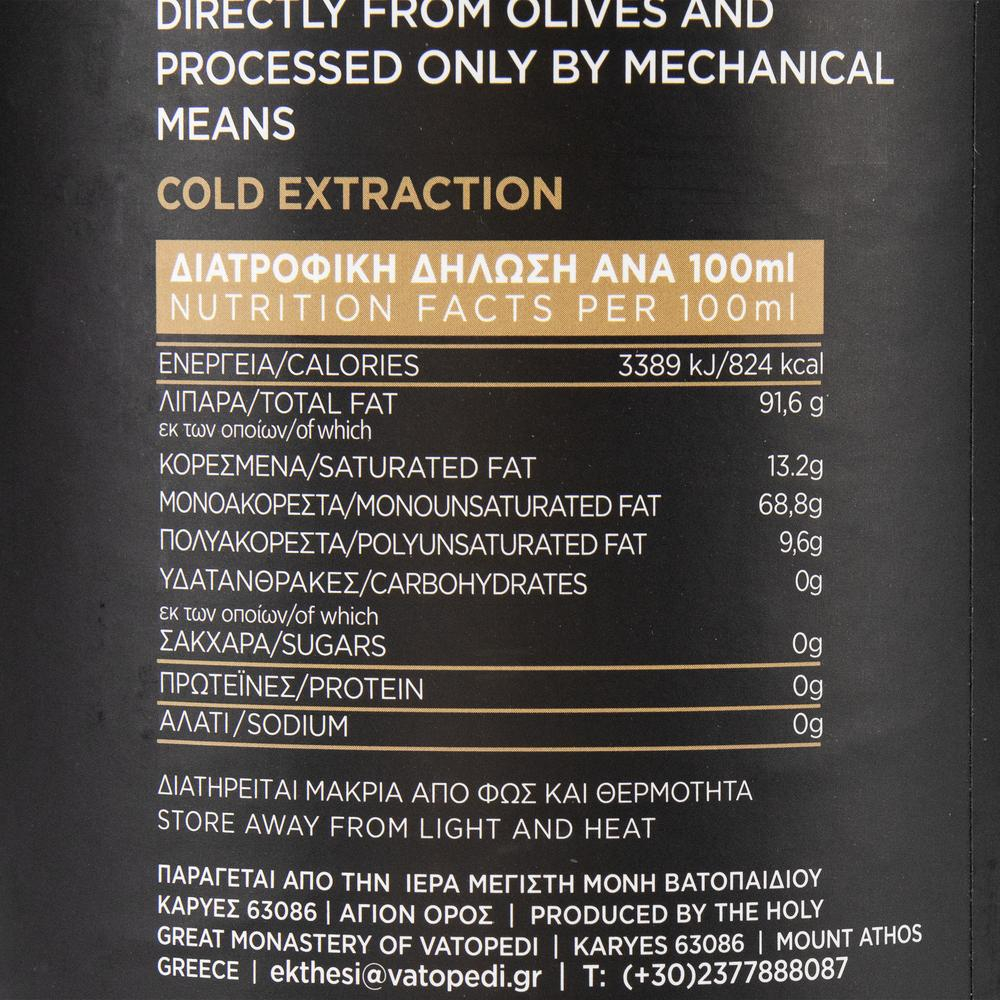 DIRECTLY FROM OLIVES AND
PROCESSED ONLY BY MECHANICAL
MEANS
COLD EXTRACTION
ΔΙΑΤΡΟΦΙΚΗ ΔΗΛΩΣΗ ΑΝΑ 100ml
NUTRITION FACTS PER 100ml
ΕΝΕΡΓΕΙΑ/CALORIES 3389 kJ/824 kcal
ΛΙΠΑΡΑ/TOTAL FAT 91,6 g
εκ των οποίων/of which
ΚΟΡΕΣΜΕΝΑ/SATURATED FAT 13.2g
ΜΟΝΟΑΚΟΡΕΣΤΑ/MONOUNSATURATED FAT 68,8g
ΠΟΛΥΑΚΟΡΕΣΤΑ/POLYUNSATURATED FAT 9,6g
ΥΔΑΤΑΝΘΡΑΚΕΣ/CARBOHYDRATES 0g
εκ των οποίων/of which
ΣΑΚΧΑΡΑ/SUGARS 0g
ΠΡΩΤΕΪΝΕΣ/PROTEIN 0g
ΑΛΑΤΙ/SODIUM 0g
ΔΙΑΤΗΡΕΙΤΑΙ ΜΑΚΡΙΑ ΑΠΟ ΦΩΣ ΚΑΙ ΘΕΡΜΟΤΗΤΑ
STORE AWAY FROM LIGHT AND HEAT
ΠΑΡΑΓΕΤΑΙ ΑΠΟ ΤΗΝ ΙΕΡΑ ΜΕΓΙΣΤΗ ΜΟΝΗ ΒΑΤΟΠΑΙΔΙΟΥ
ΚΑΡΥΕΣ 63086 | ΑΓΙΟΝ ΟΡΟΣ | PRODUCED BY THE HOLY
GREAT MONASTERY OF VATOPEDI | KARYES 63086 | MOUNT ATHOS
GREECE | ekthesi@vatopedi.gr | T: (+30)2377888087